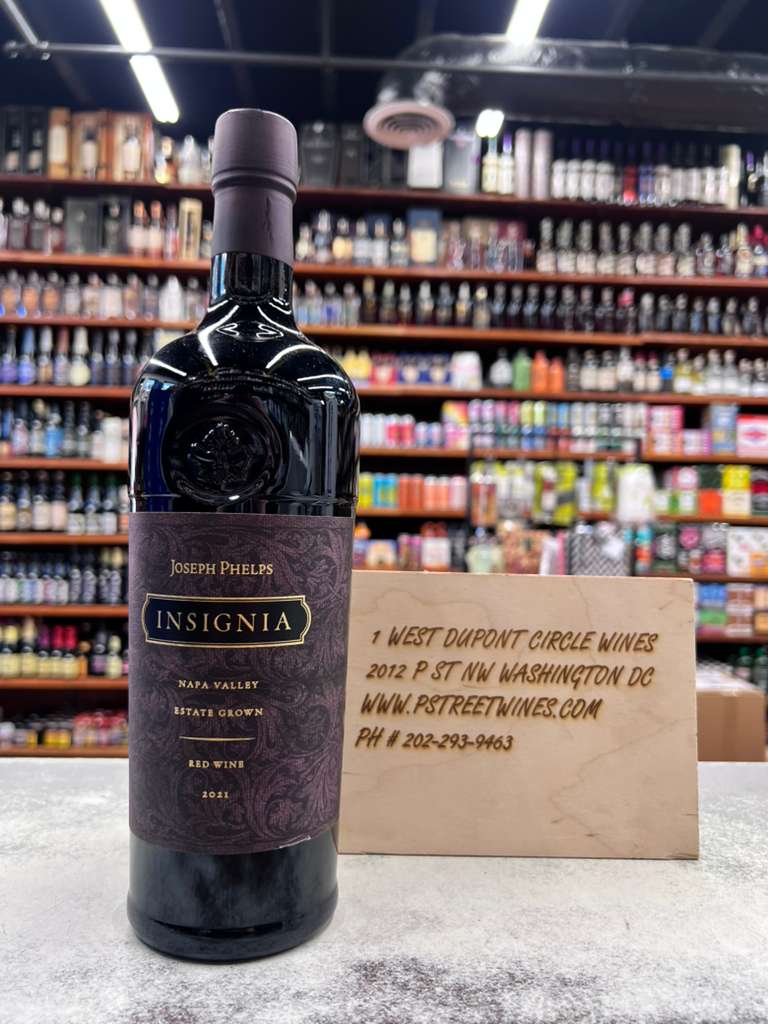 JOSEPH PHELPS
INSIGNIA
NAPA VALLEY
ESTATE GROWN
RED WINE
2021
1 WEST DUPONT CIRCLE WINES
2012 P ST NW WASHINGTON DC
WWW.PSTREETWINES.COM
PH # 202-293-9463